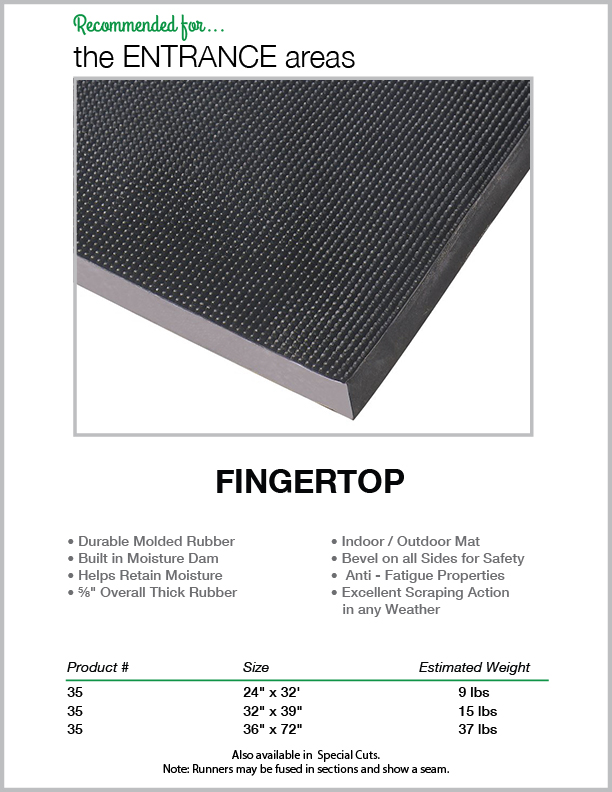 Recommended for...
the ENTRANCE areas
FINGERTOP
• Durable Molded Rubber
• Built in Moisture Dam
• Helps Retain Moisture
• ⅝" Overall Thick Rubber
• Indoor / Outdoor Mat
• Bevel on all Sides for Safety
• Anti - Fatigue Properties
• Excellent Scraping Action
in any Weather
Product # Size Estimated Weight
35 24" x 32' 9 lbs
35 32" x 39" 15 lbs
35 36" x 72" 37 lbs
Also available in Special Cuts.
Note: Runners may be fused in sections and show a seam.